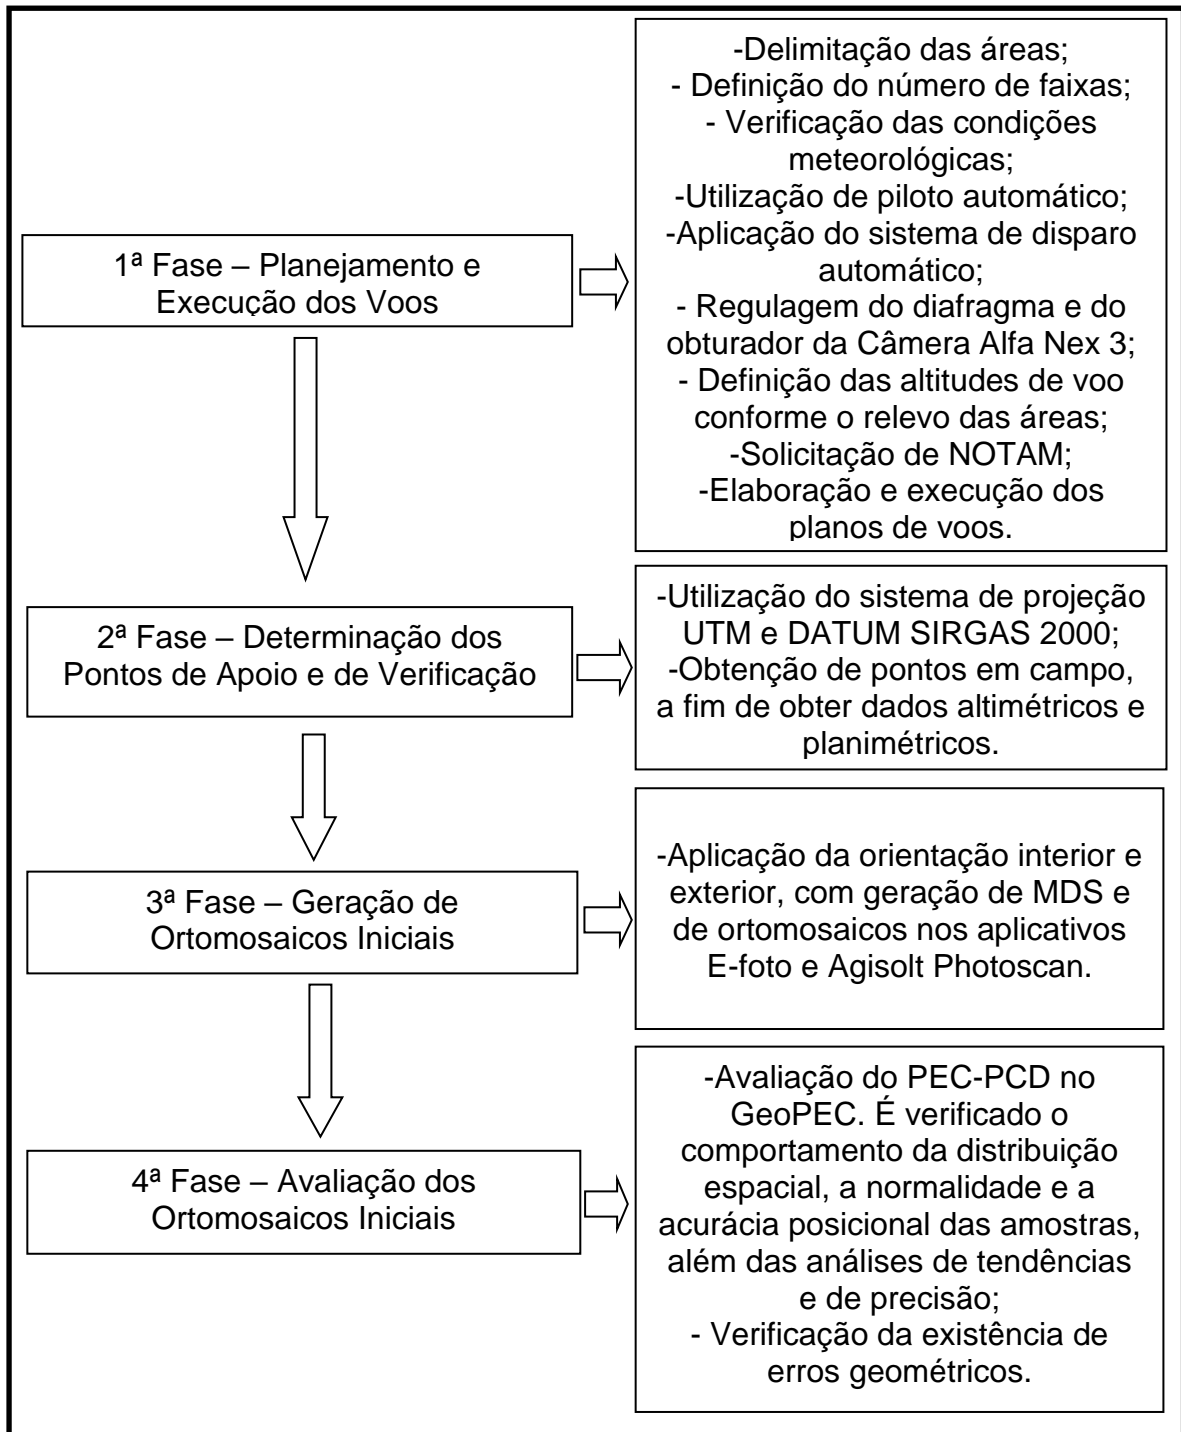 1ª Fase – Planejamento e
Execução dos Voos
-Delimitação das áreas;
- Definição do número de faixas;
- Verificação das condições
meteorológicas;
-Utilização de piloto automático;
-Aplicação do sistema de disparo
automático;
- Regulagem do diafragma e do
obturador da Câmera Alfa Nex 3;
- Definição das altitudes de voo
conforme o relevo das áreas;
-Solicitação de NOTAM;
-Elaboração e execução dos
planos de voos.
2ª Fase – Determinação dos
Pontos de Apoio e de Verificação
-Utilização do sistema de projeção
UTM e DATUM SIRGAS 2000;
-Obtenção de pontos em campo,
a fim de obter dados altimétricos e
planimétricos.
3ª Fase – Geração de
Ortomosaicos Iniciais
-Aplicação da orientação interior e
exterior, com geração de MDS e
de ortomosaicos nos aplicativos
E-foto e Agisolt Photoscan.
4ª Fase – Avaliação dos
Ortomosaicos Iniciais
-Avaliação do PEC-PCD no
GeoPEC. É verificado o
comportamento da distribuição
espacial, a normalidade e a
acurácia posicional das amostras,
além das análises de tendências
e de precisão;
- Verificação da existência de
erros geométricos.